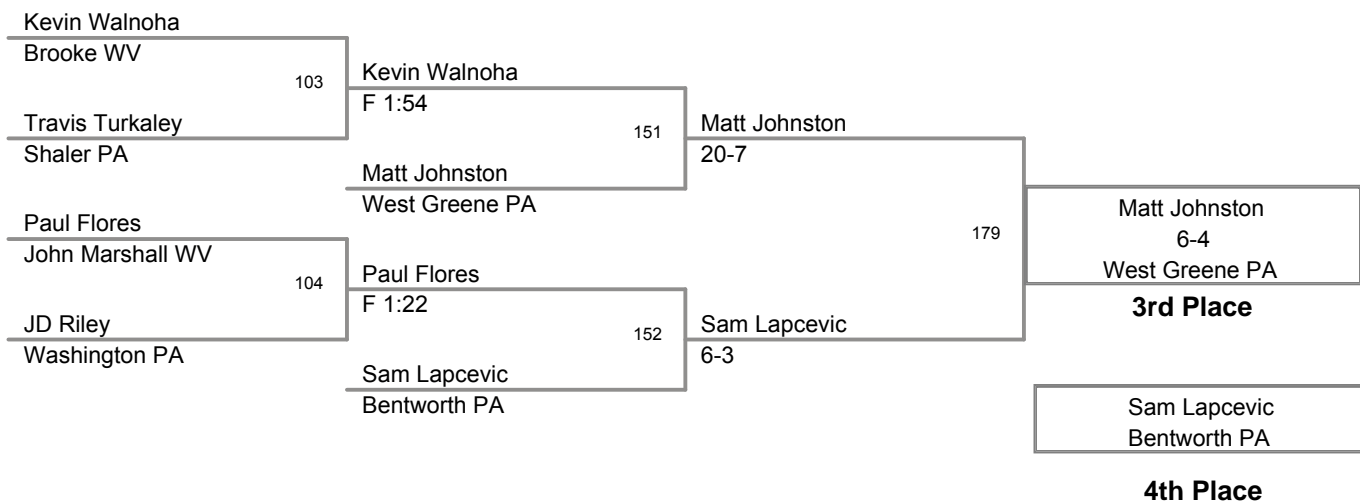 Kevin Walnoha
Brooke WV
103
Travis Turkaley
Shaler PA
Paul Flores
John Marshall WV
104
JD Riley
Washington PA
Kevin Walnoha
F 1:54
151
Matt Johnston
West Greene PA
Paul Flores
F 1:22
152
Sam Lapcevic
Bentworth PA
Matt Johnston
20-7
179
Sam Lapcevic
6-3
Matt Johnston
6-4
West Greene PA
3rd Place
Sam Lapcevic
Bentworth PA
4th Place